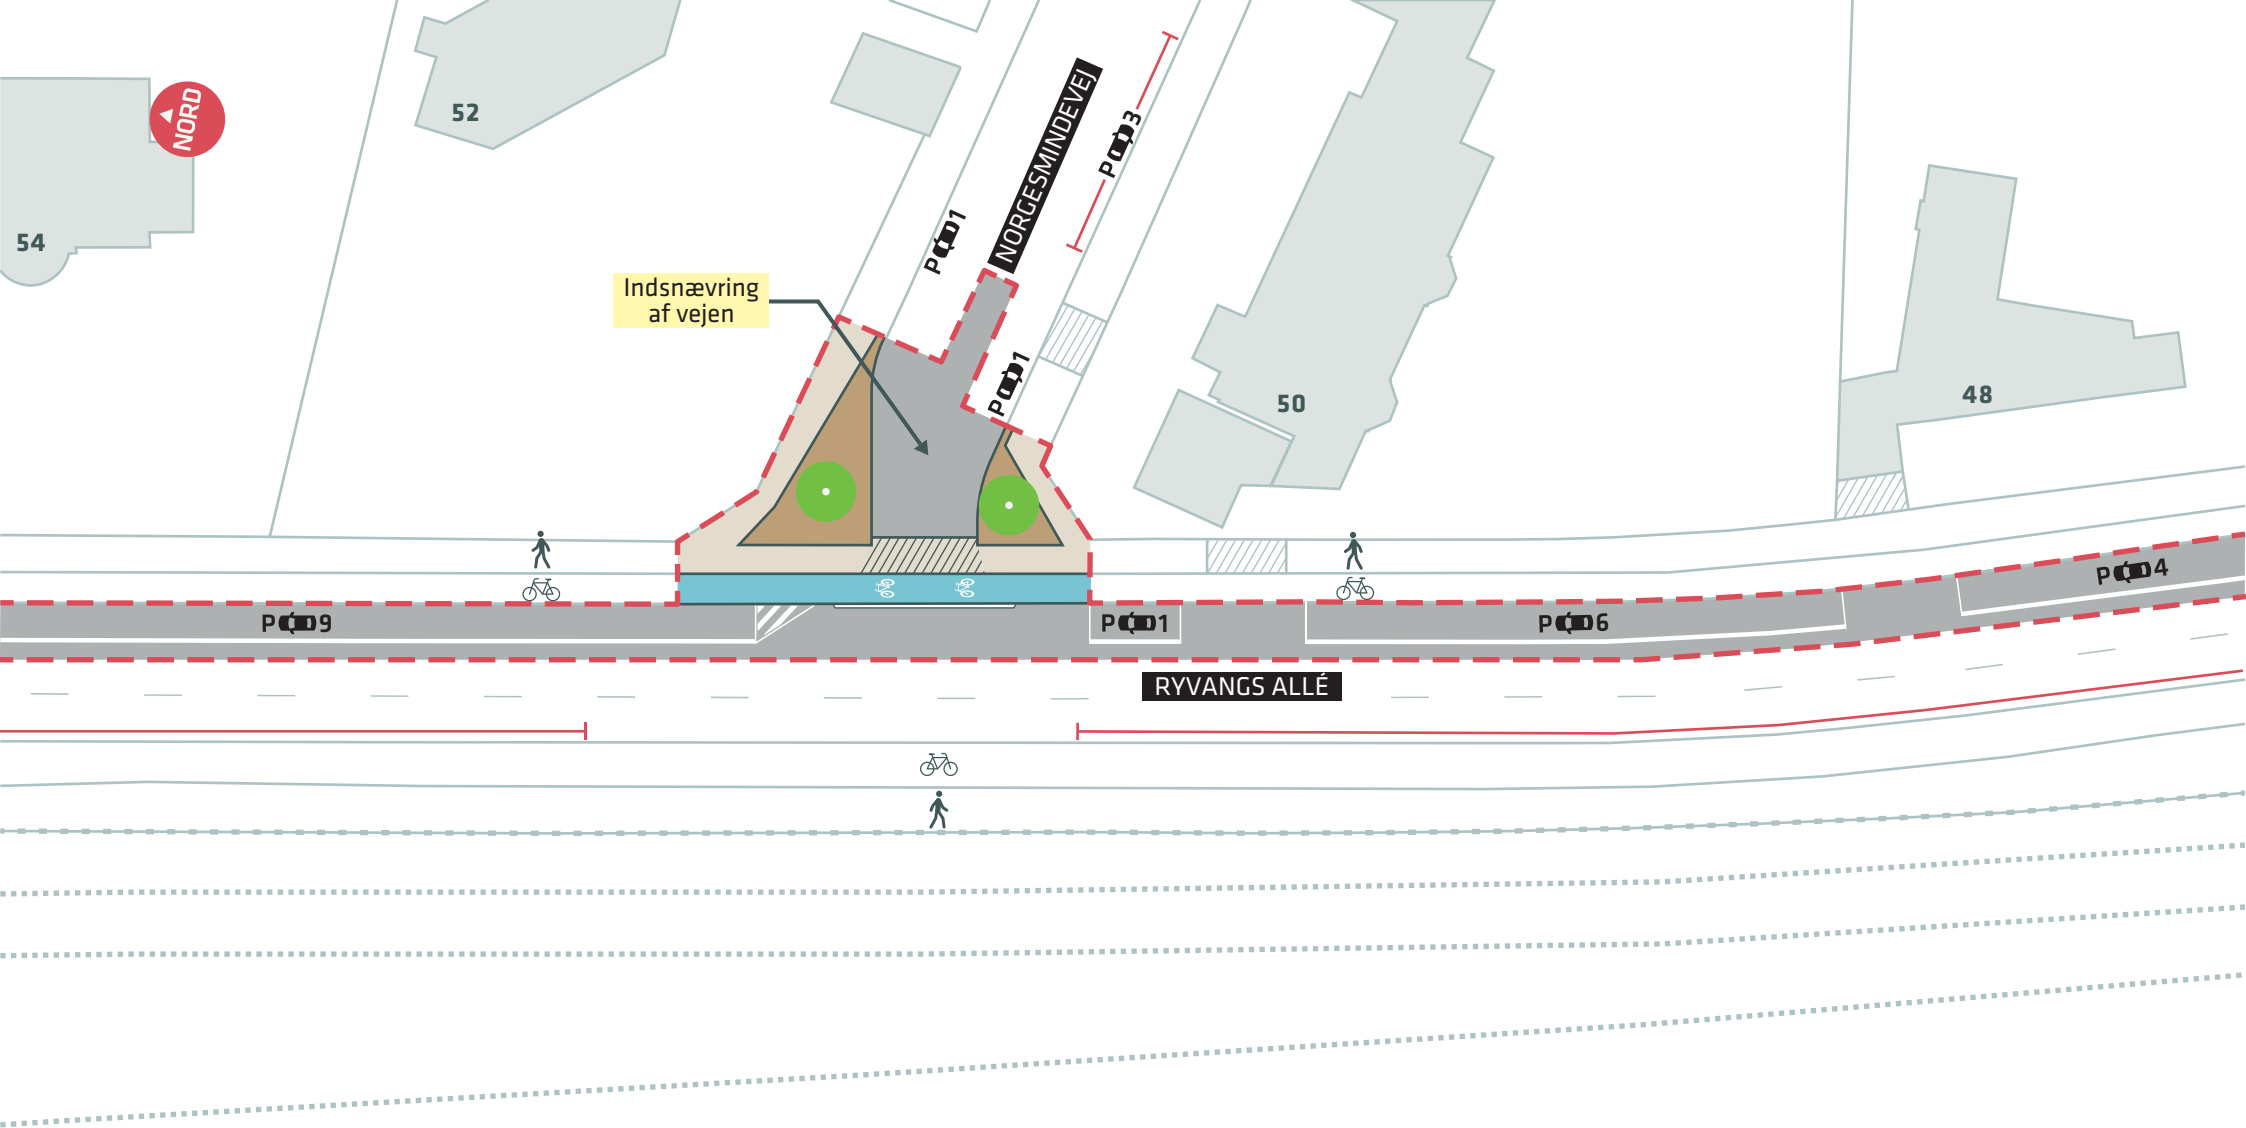 NORD
52
54
NORGESMINDEVEJ
P 3
P 1
Indsnævring
af vejen
P 1
50
48
P 9
P 1
P 6
P 4
RYVANGS ALLÉ